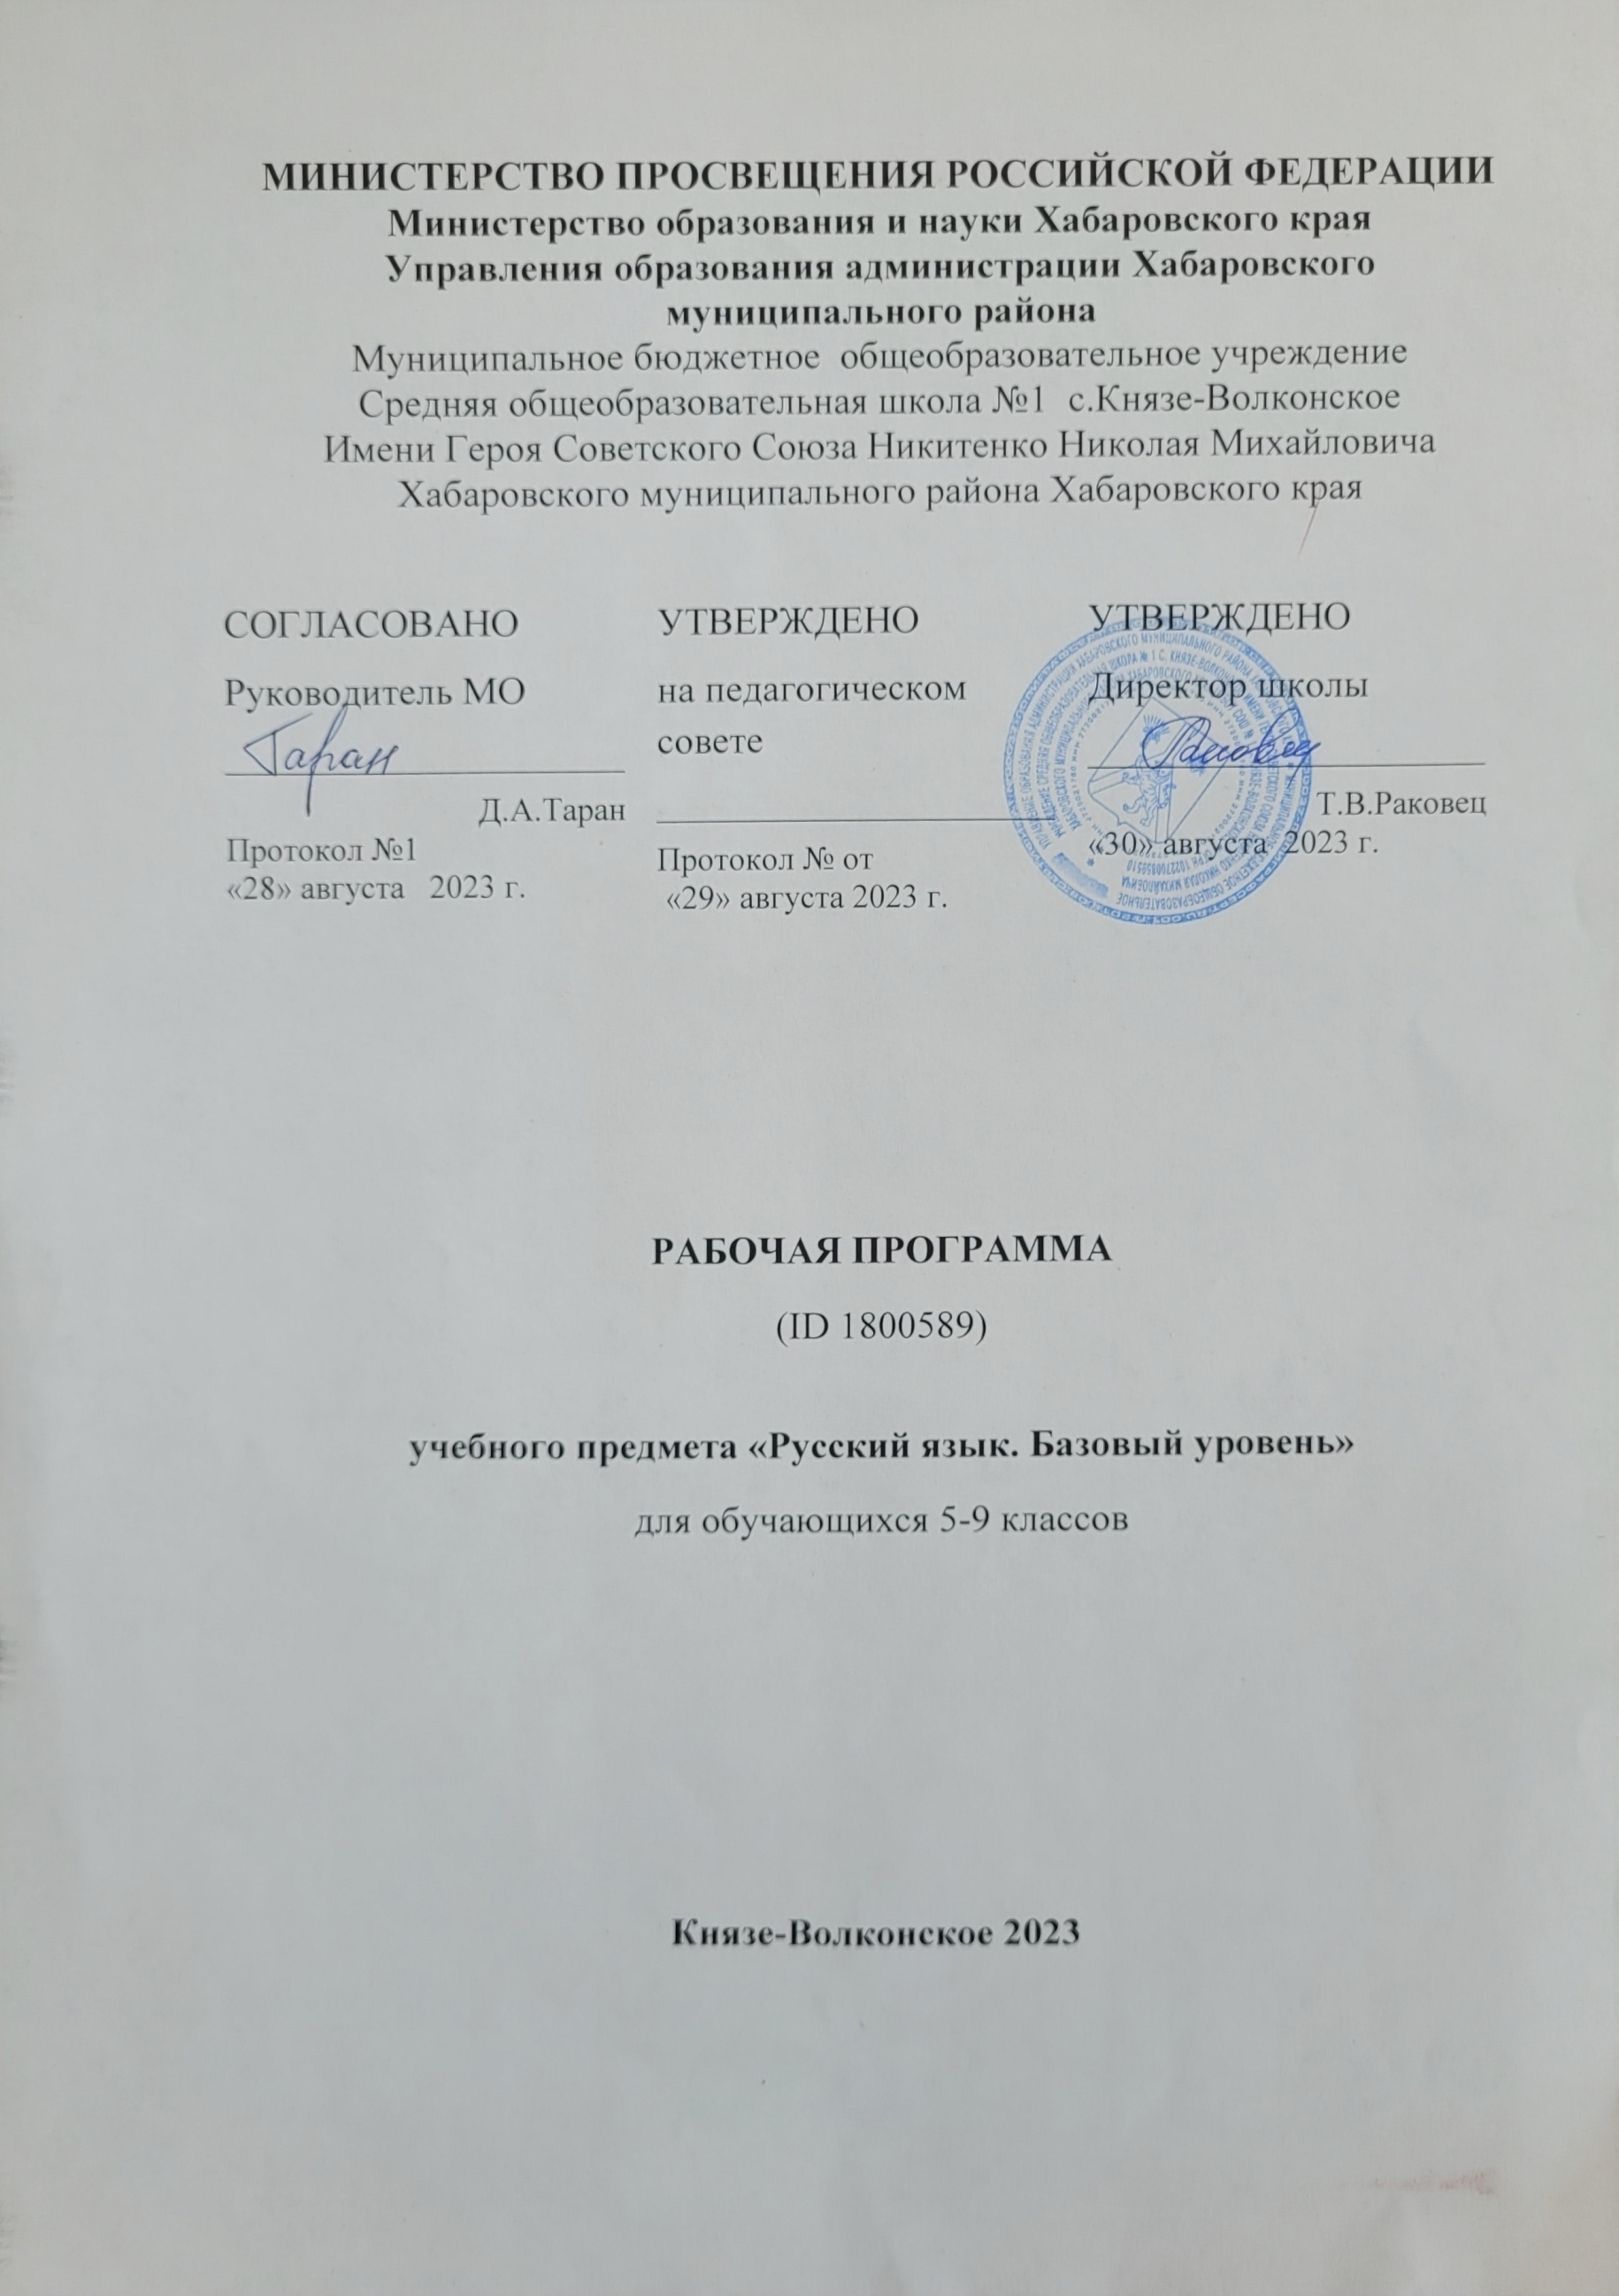 МИНИСТЕРСТВО ПРОСВЕЩЕНИЯ РОССИЙСКОЙ ФЕДЕРАЦИИ
Министерство образования и науки Хабаровского края
Управления образования администрации Хабаровского
муниципального района
Муниципальное бюджетное общеобразовательное учреждение
Средняя общеобразовательная школа №1 с.Князе-Волконское
Имени Героя Советского Союза Никитенко Николая Михайловича
Хабаровского муниципального района Хабаровского края
СОГЛАСОВАНО
Руководитель МО
Таран
Д.А.Таран
Протокол №1
«28» августа 2023 г.
УТВЕРЖДЕНО
на педагогическом
совете
Протокол № от
«29» августа 2023 г.
УТВЕРЖДЕНО
Директор школы
Т.В.Раковец
«30» августа 2023 г.
РАБОЧАЯ ПРОГРАММА
(ID 1800589)
учебного предмета «Русский язык. Базовый уровень»
для обучающихся 5-9 классов
Князе-Волконское 2023